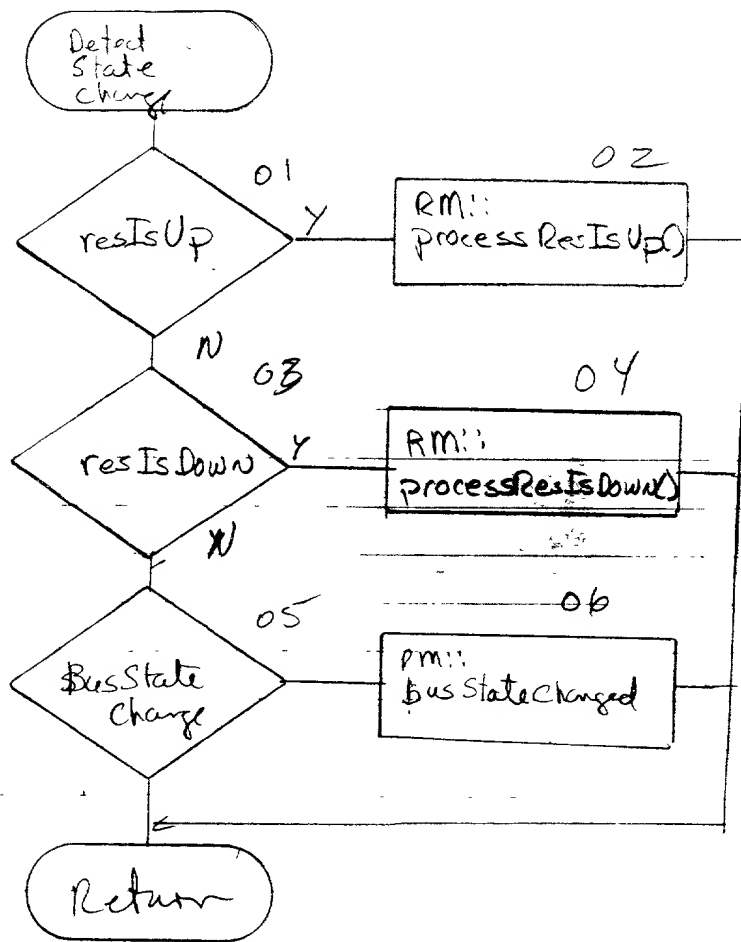 Detect
State
change
01
resIsUp
Y
02
RM::
processResIsUp()
N
03
resIsDown
Y
04
RM::
processResIsDown()
N
05
BusState
Change
06
PM::
busStateChanged
Return